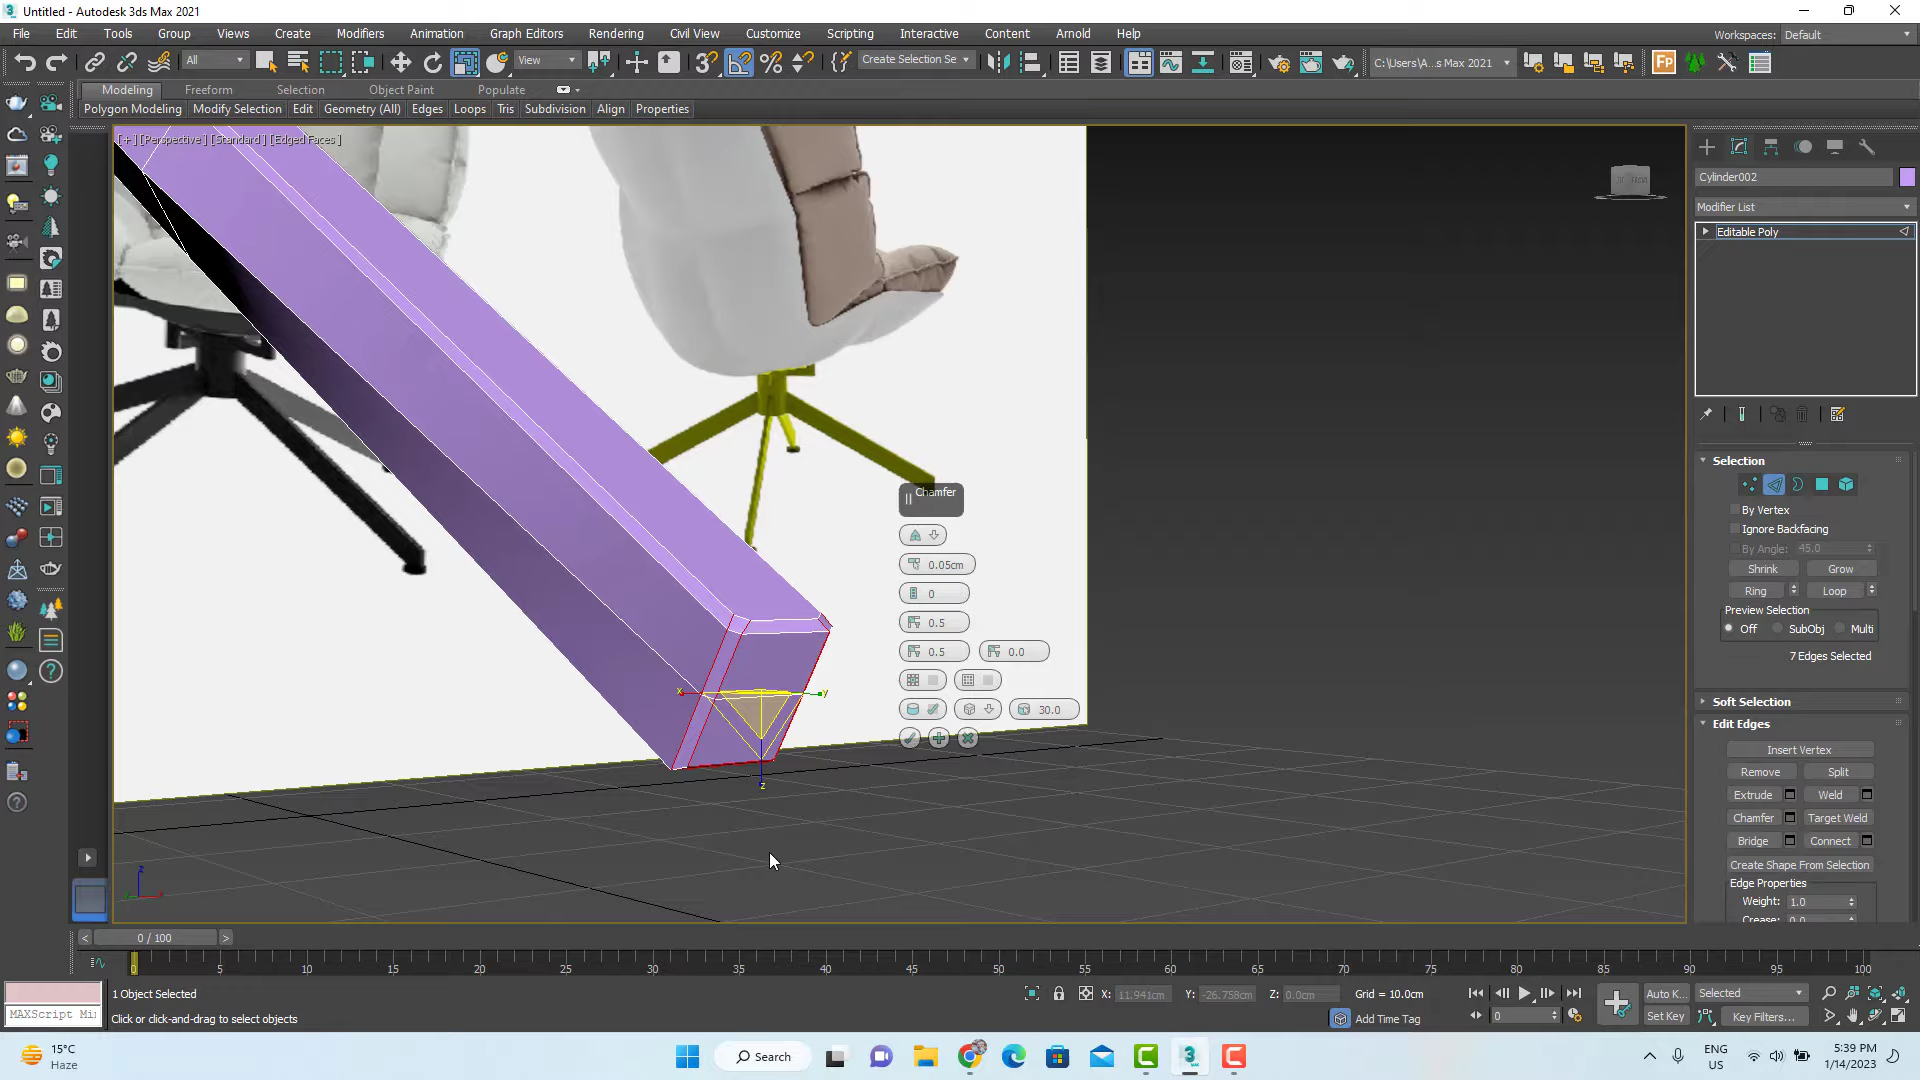 Untitled - Autodesk 3ds Max 2021
File Edit Tools Group Views Create Modifiers Animation Graph Editors Rendering Civil View Customize Scripting Interactive Content Arnold Help
Workspaces: Default
All View Create Selection Se C:\Users\A...s Max 2021
Modeling Freeform Selection Object Paint Populate
Polygon Modeling Modify Selection Edit Geometry (All) Edges Loops Tris Subdivision Align Properties
[+] [Perspective] [Standard] [Edged Faces]
Cylinder002
Modifier List
Editable Poly
Selection
By Vertex
Ignore Backfacing
By Angle: 45.0
Shrink Grow
Ring Loop
Preview Selection
Off SubObj Multi
7 Edges Selected
Soft Selection
Edit Edges
Insert Vertex
Remove Split
Extrude Weld
Chamfer Target Weld
Bridge Connect
Create Shape From Selection
Edge Properties
Weight: 1.0
Crease: 0.0
Chamfer
0.05cm
0
0.5
0.5 0.0
30.0
x y
z
z
0 / 100
0 5 10 15 20 25 30 35 40 45 50 55 60 65 70 75 80 85 90 95 100
1 Object Selected
X: 11.941cm Y: -26.758cm Z: 0.0cm Grid = 10.0cm
Auto K... Selected
MAXScript Mi
Click or click-and-drag to select objects
Add Time Tag
0
Set Key Key Filters...
15°C
Haze
Search
ENG
US
5:39 PM
1/14/2023